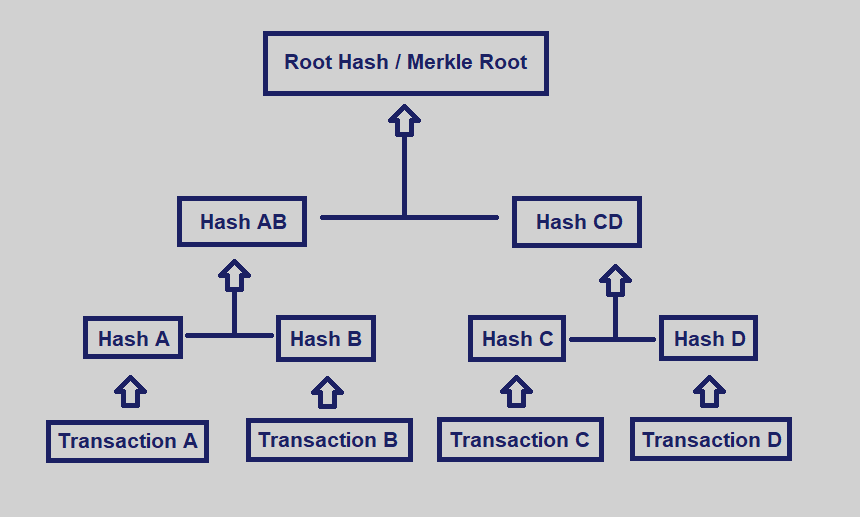 Root Hash / Merkle Root
Hash AB
Hash CD
Hash A
Hash B
Hash C
Hash D
Transaction A
Transaction B
Transaction C
Transaction D